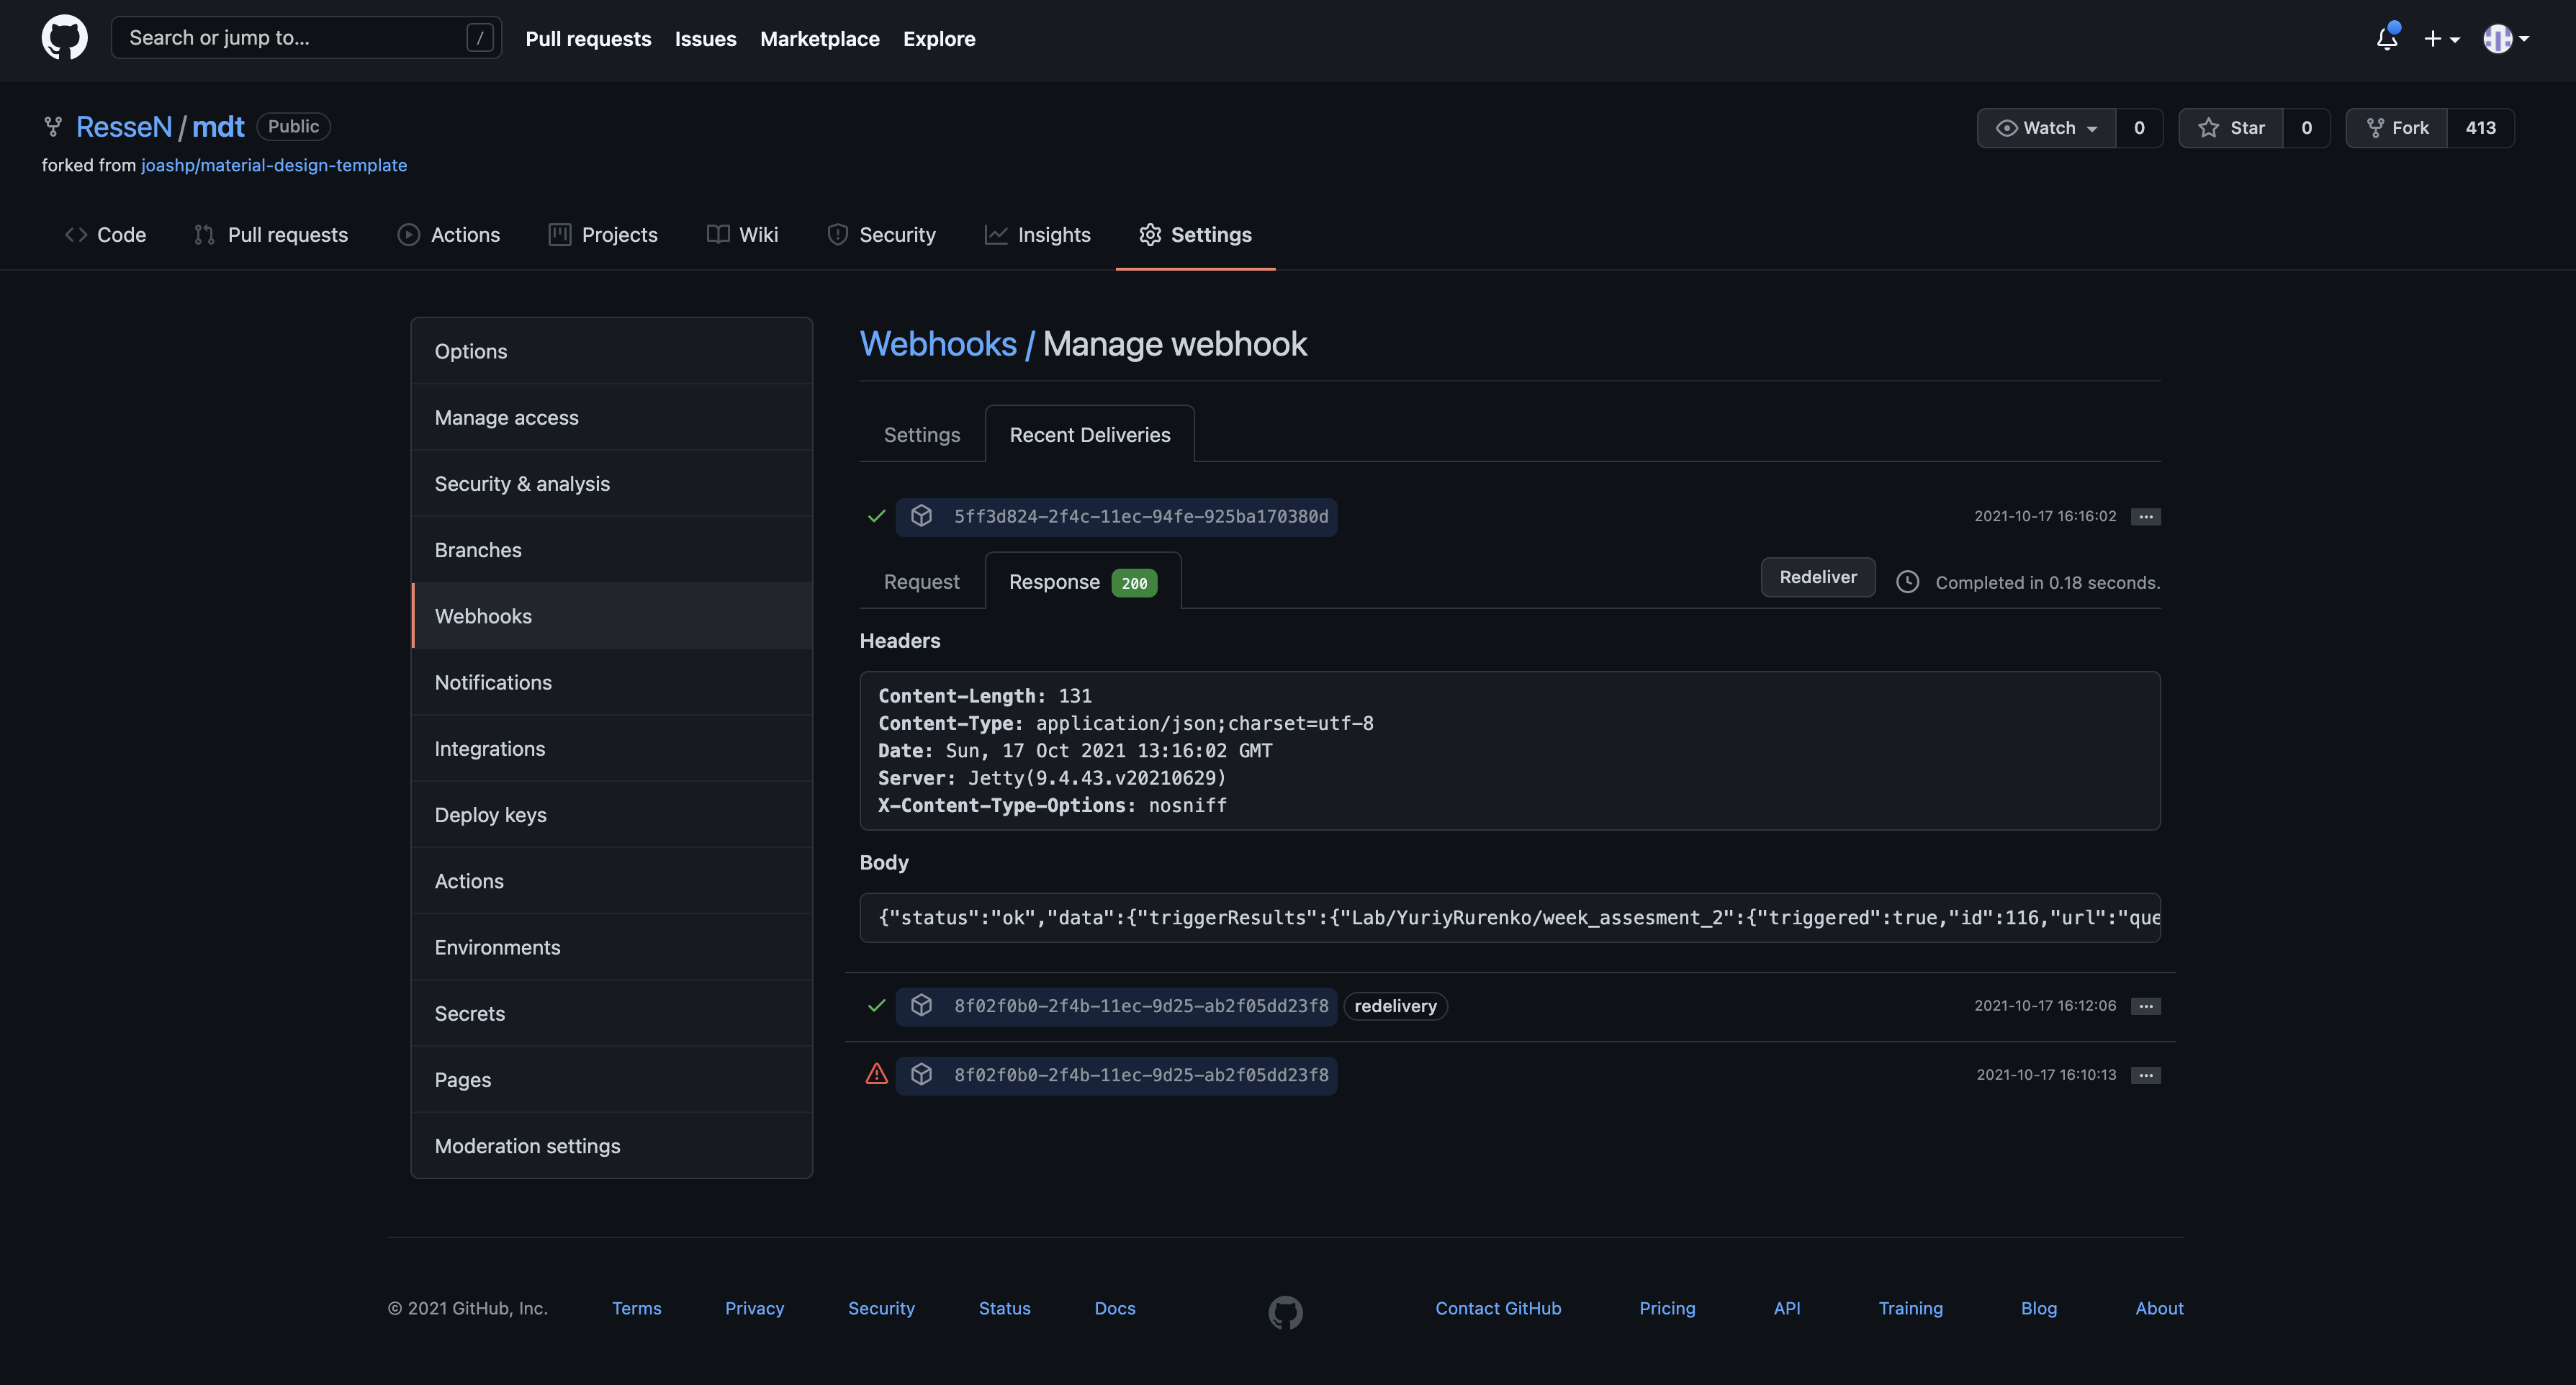 Search or jump to... /
Pull requests
Issues
Marketplace
Explore
ResseN / mdt Public
forked from joashp/material-design-template
Watch 0
Star 0
Fork 413
Code
Pull requests
Actions
Projects
Wiki
Security
Insights
Settings
Options
Manage access
Security & analysis
Branches
Webhooks
Notifications
Integrations
Deploy keys
Actions
Environments
Secrets
Pages
Moderation settings
Webhooks / Manage webhook
Settings
Recent Deliveries
5ff3d824-2f4c-11ec-94fe-925ba170380d
2021-10-17 16:16:02
Request
Response 200
Redeliver
Completed in 0.18 seconds.
Headers
Content-Length: 131
Content-Type: application/json;charset=utf-8
Date: Sun, 17 Oct 2021 13:16:02 GMT
Server: Jetty(9.4.43.v20210629)
X-Content-Type-Options: nosniff
Body
{"status":"ok","data":{"triggerResults":{"Lab/YuriyRurenko/week_assesment_2":{"triggered":true,"id":116,"url":"que
8f02f0b0-2f4b-11ec-9d25-ab2f05dd23f8 redelivery
2021-10-17 16:12:06
8f02f0b0-2f4b-11ec-9d25-ab2f05dd23f8
2021-10-17 16:10:13
© 2021 GitHub, Inc.
Terms
Privacy
Security
Status
Docs
Contact GitHub
Pricing
API
Training
Blog
About